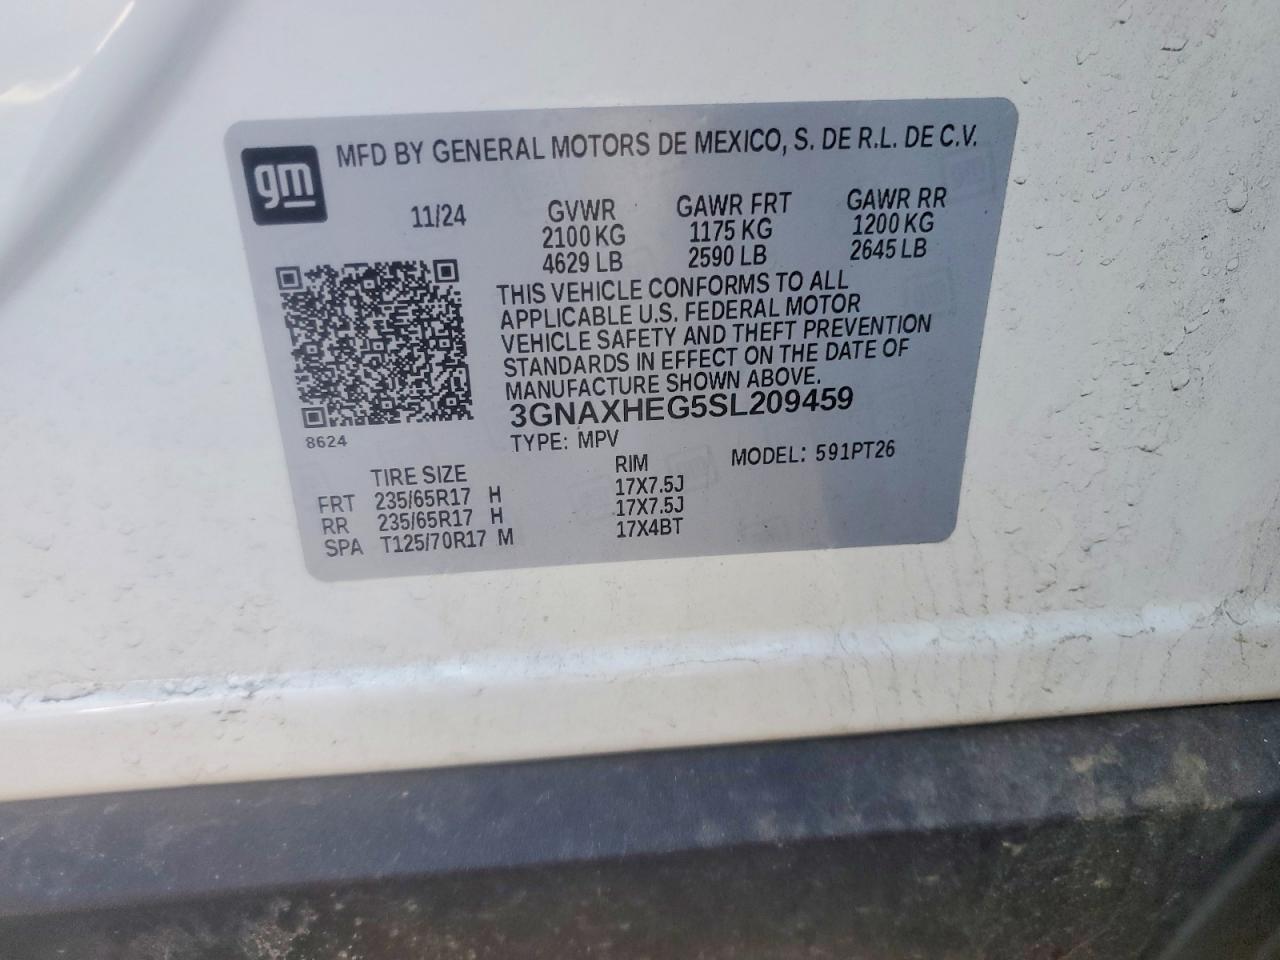 gm
MFD BY GENERAL MOTORS DE MEXICO, S. DE R.L. DE C.V.
11/24 GVWR GAWR FRT GAWR RR
2100 KG 1175 KG 1200 KG
4629 LB 2590 LB 2645 LB
THIS VEHICLE CONFORMS TO ALL
APPLICABLE U.S. FEDERAL MOTOR
VEHICLE SAFETY AND THEFT PREVENTION
STANDARDS IN EFFECT ON THE DATE OF
MANUFACTURE SHOWN ABOVE.
3GNAXHEG5SL209459
8624
TYPE: MPV MODEL: 591PT26
TIRE SIZE RIM
FRT 235/65R17 H 17X7.5J
RR 235/65R17 H 17X7.5J
SPA T125/70R17 M 17X4BT